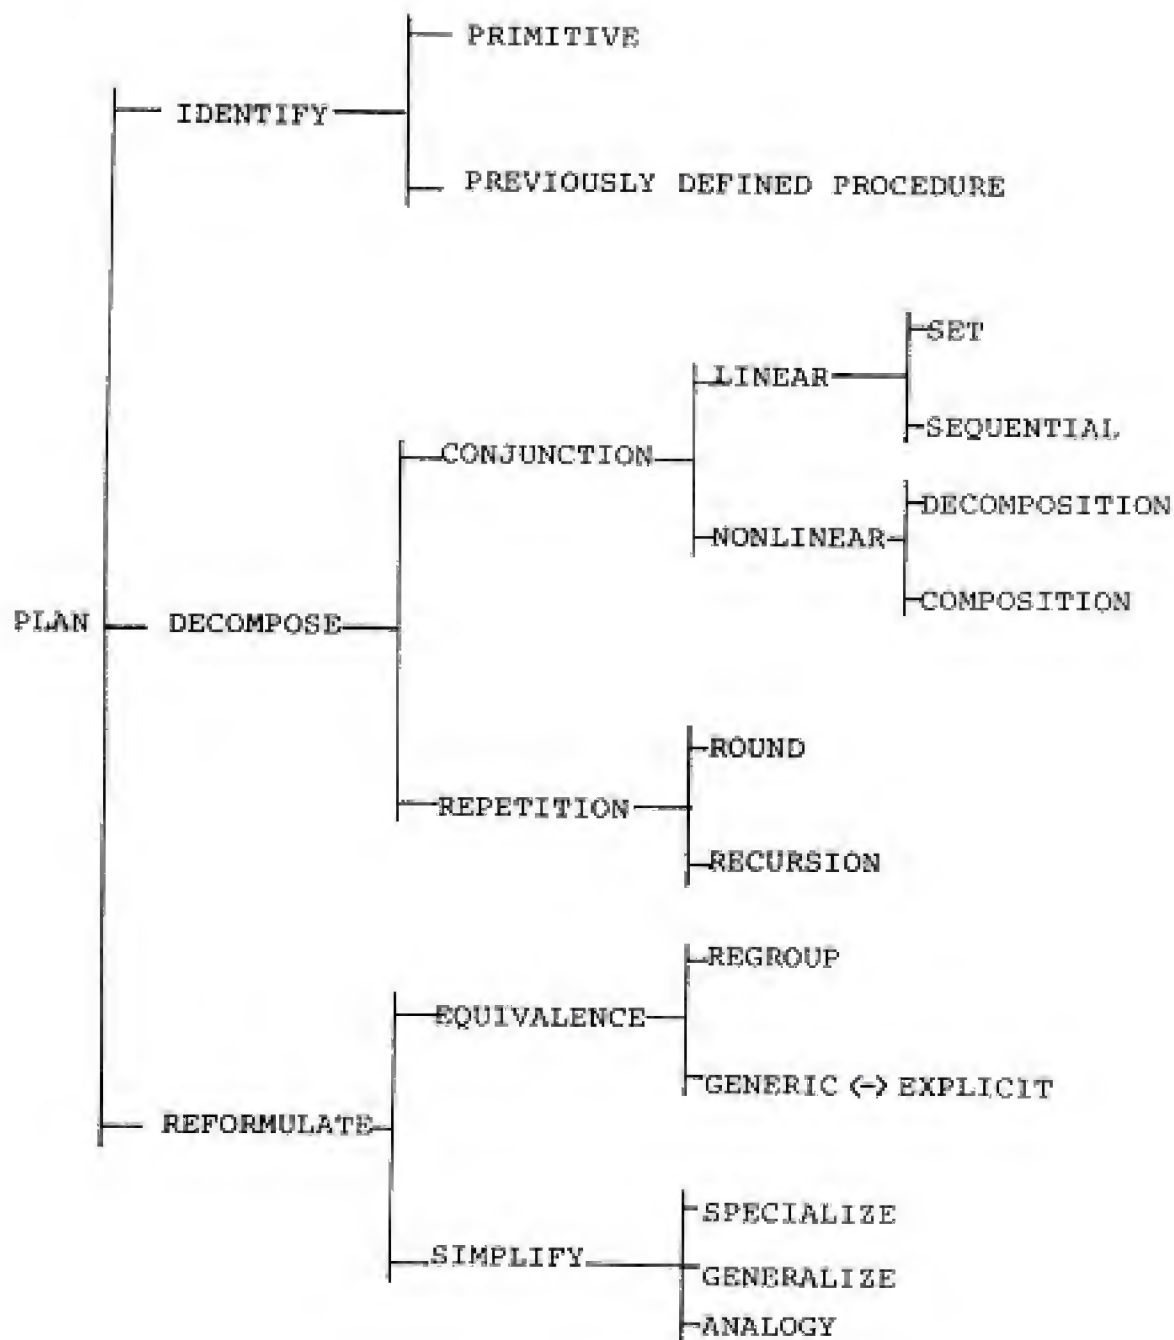 PRIMITIVE
IDENTIFY
PREVIOUSLY DEFINED PROCEDURE
SET
LINEAR
SEQUENTIAL
CONJUNCTION
DECOMPOSITION
NONLINEAR
COMPOSITION
PLAN
DECOMPOSE
ROUND
REPETITION
RECURSION
REGROUP
EQUIVALENCE
GENERIC <-> EXPLICIT
REFORMULATE
SPECIALIZE
SIMPLIFY
GENERALIZE
ANALOGY